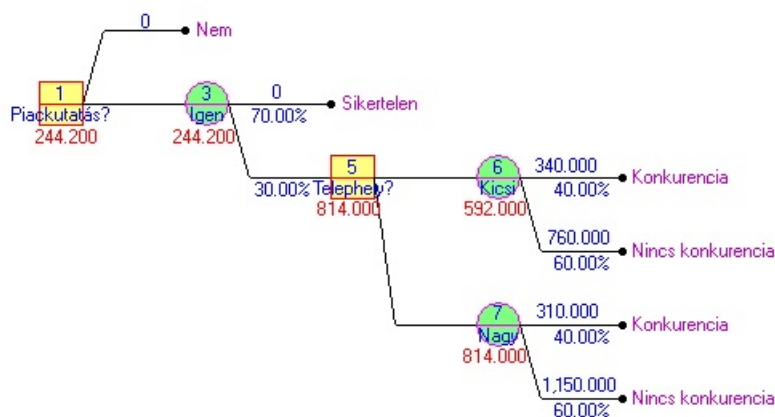 0
Nem
1
Piackutatás?
244.200
3
Igen
244.200
0
70.00%
Sikertelen
30.00%
5
Telephely?
814.000
6
Kicsi
592.000
340.000
40.00%
Konkurencia
760.000
60.00%
Nincs konkurencia
7
Nagy
814.000
310.000
40.00%
Konkurencia
1,150.000
60.00%
Nincs konkurencia